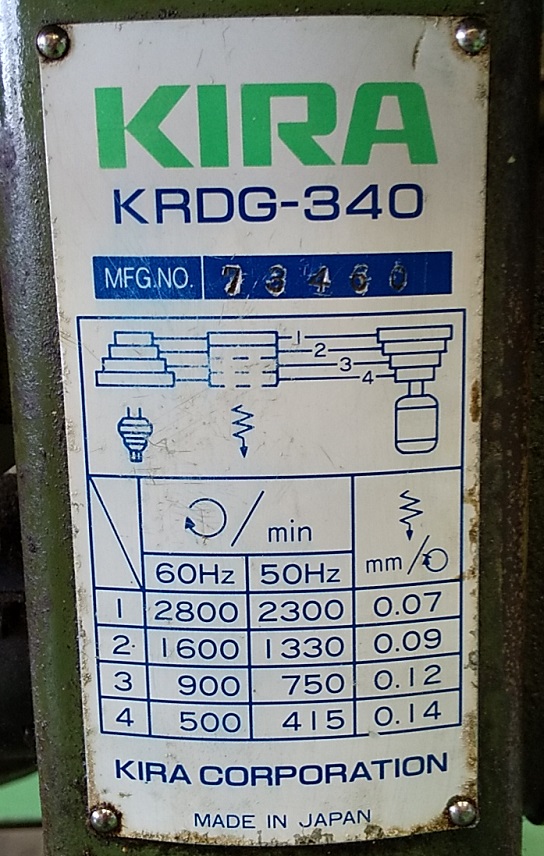 KIRA
KRDG-340
MFG.NO. 73460
1
2
3
4
/min
mm/
60Hz 50Hz
1 2800 2300 0.07
2 1600 1330 0.09
3 900 750 0.12
4 500 415 0.14
KIRA CORPORATION
MADE IN JAPAN